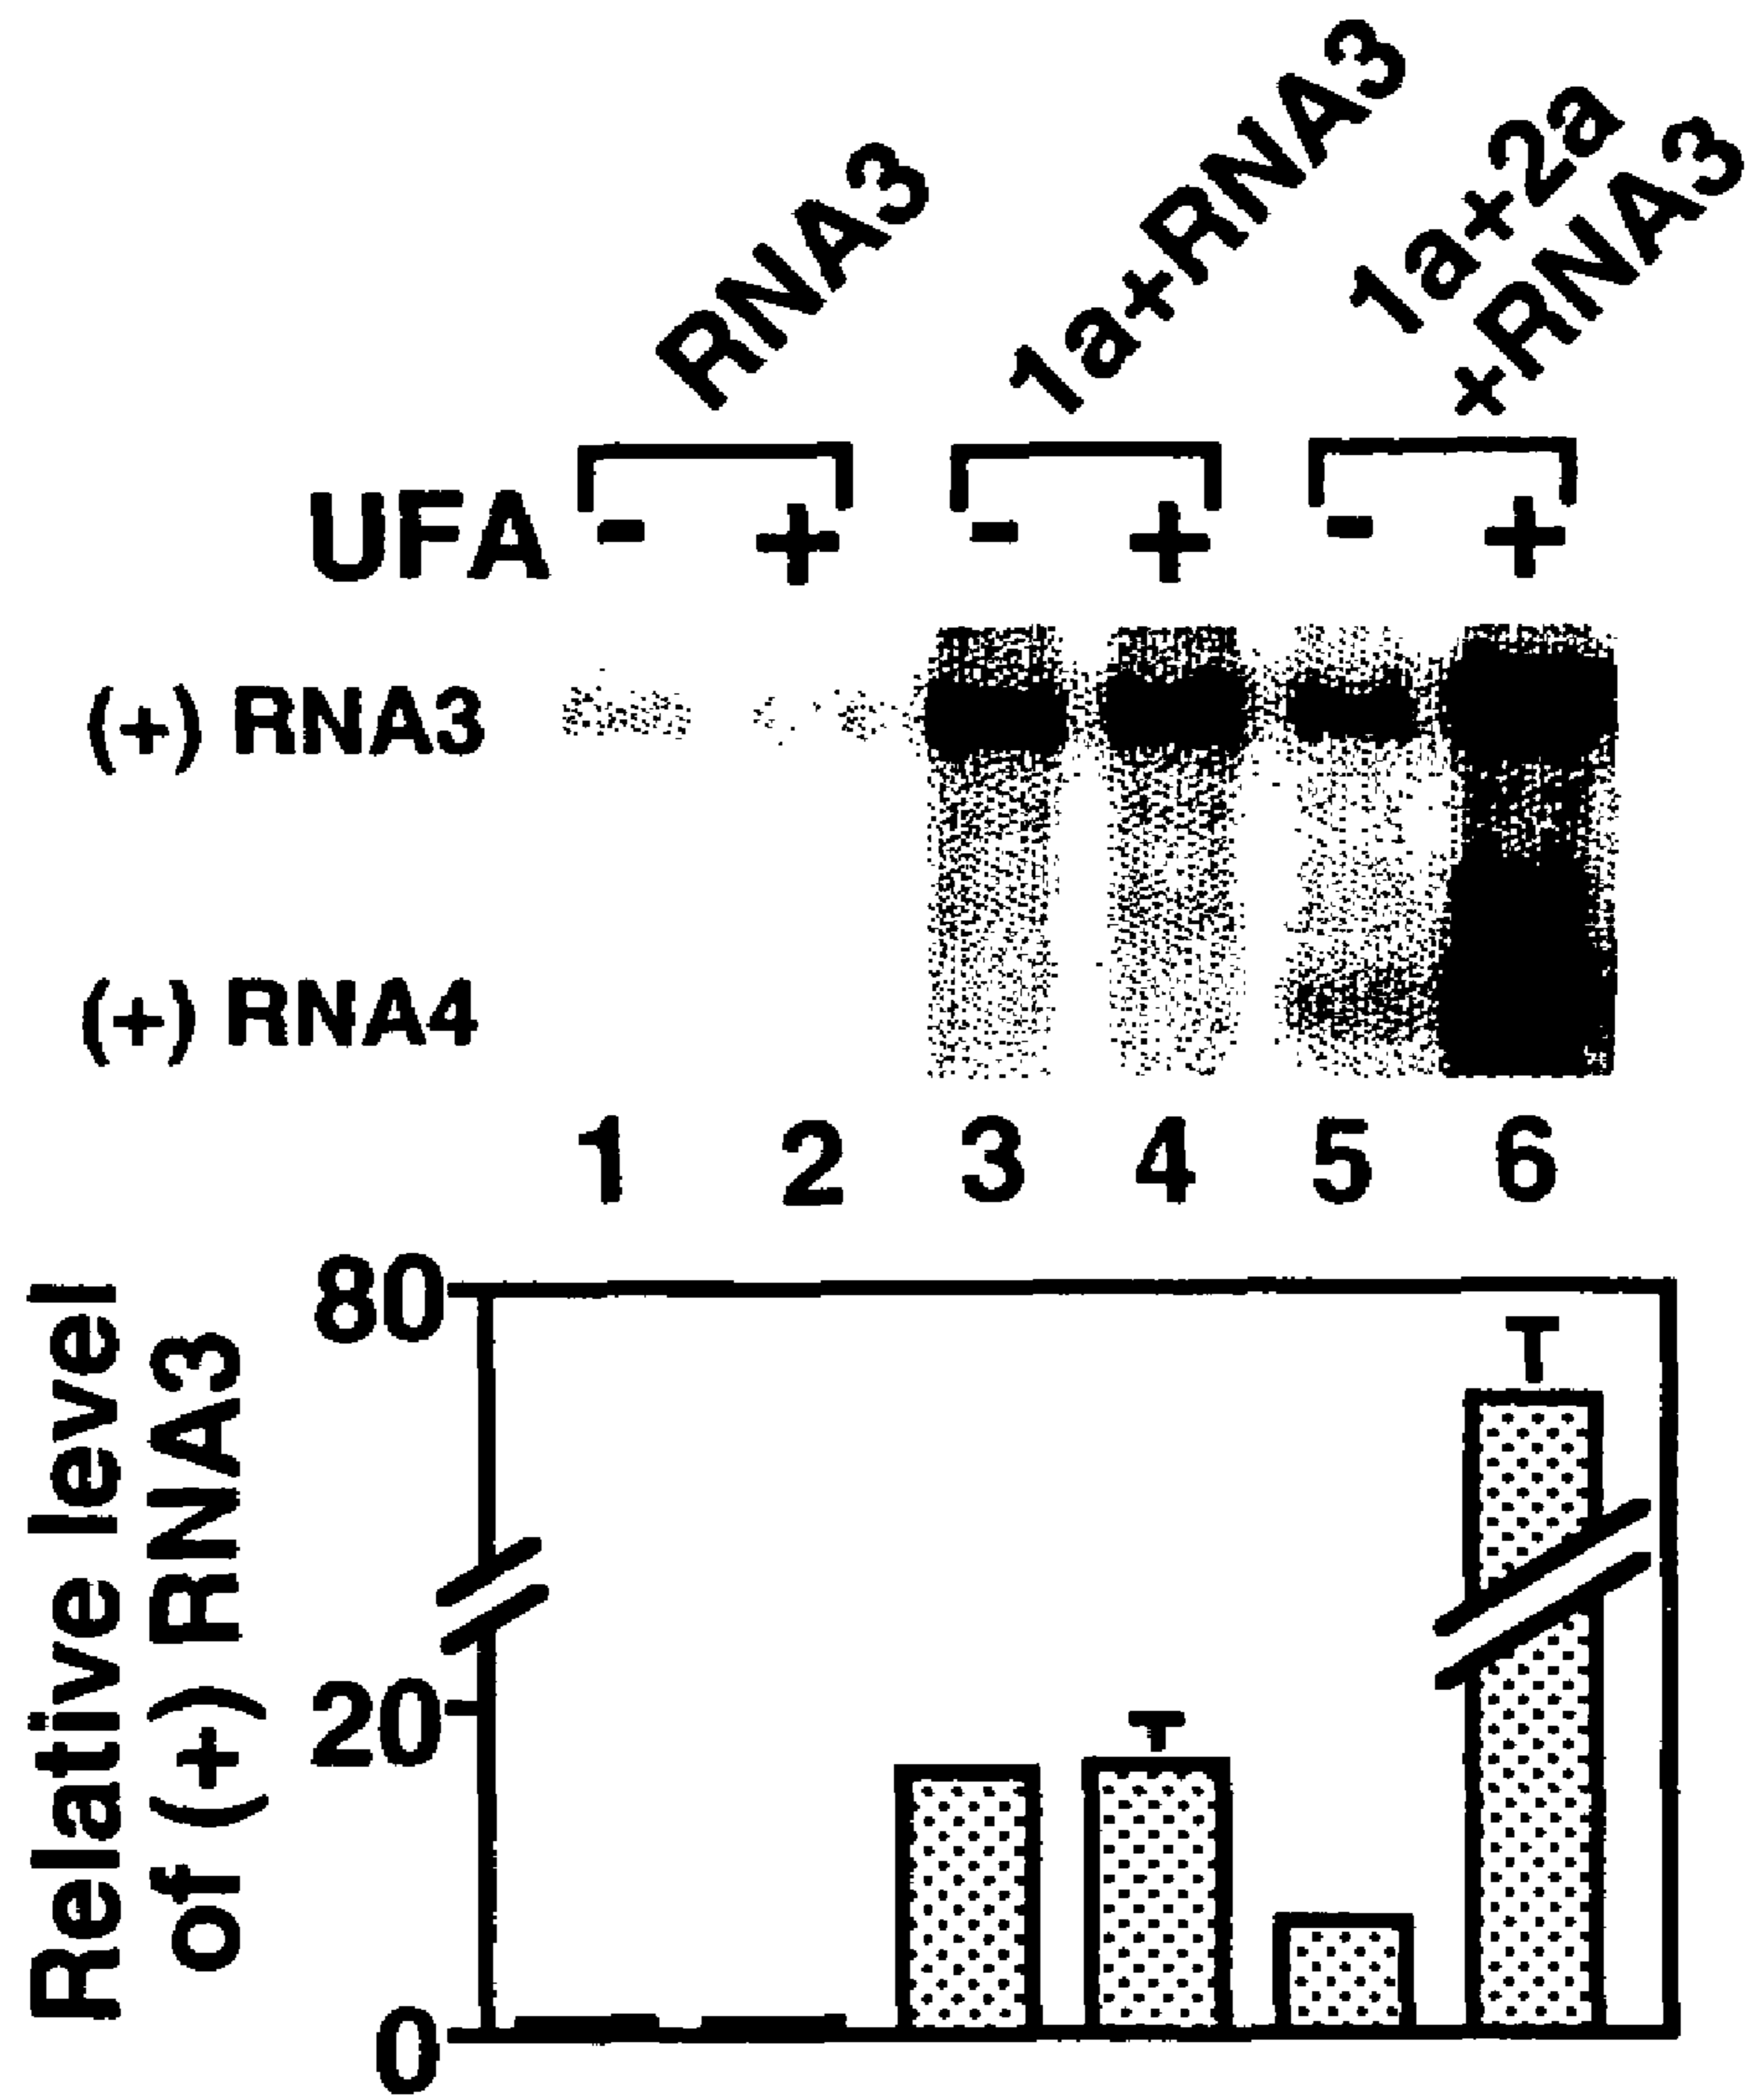 RNA3
1a+RNA3
1a+2a
+RNA3
UFA - + - + - +
(+) RNA3
(+) RNA4
1 2 3 4 5 6
Relative level
of (+) RNA3
80
20
0